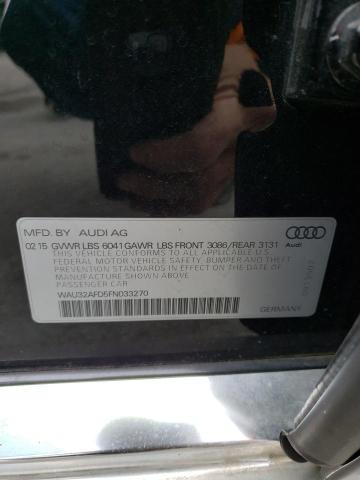 MFD. BY AUDI AG
02 15 GVWR LBS 6041 GAWR LBS FRONT 3086/REAR 3131
THIS VEHICLE CONFORMS TO ALL APPLICABLE U.S.
FEDERAL MOTOR VEHICLE SAFETY, BUMPER AND THEFT
PREVENTION STANDARDS IN EFFECT ON THE DATE OF
MANUFACTURE SHOWN ABOVE.
PASSENGER CAR
WAU32AFD5FN033270
Audi
GERMANY